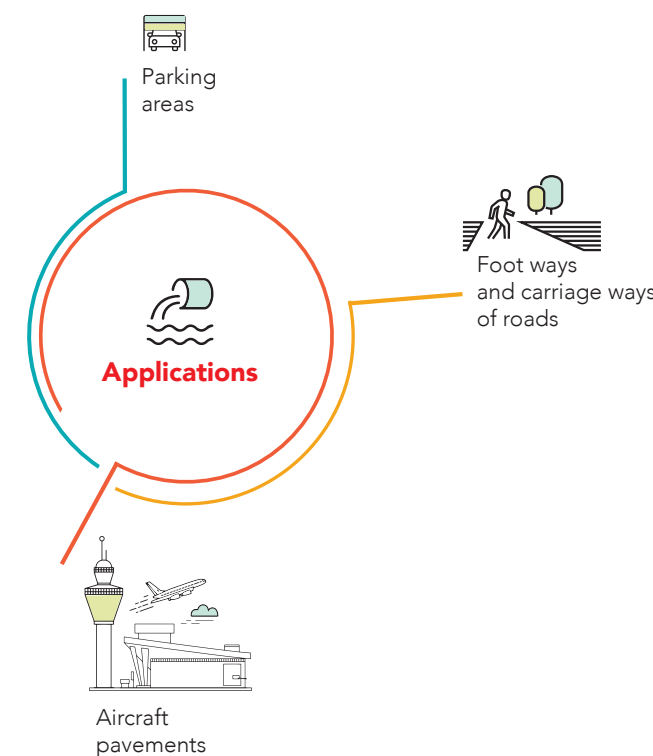 Parking
areas
Foot ways
and carriage ways
of roads
Applications
Aircraft
pavements